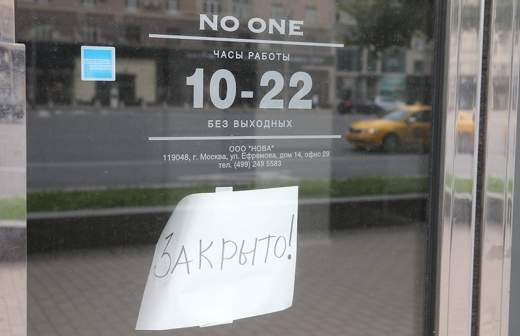 NO ONE
ЧАСЫ РАБОТЫ
10-22
БЕЗ ВЫХОДНЫХ
ООО "НОВА"
119048, г. Москва, ул. Ефремова, дом 14, офис 29
тел. (499) 249 5583
ЗАКРЫТО!